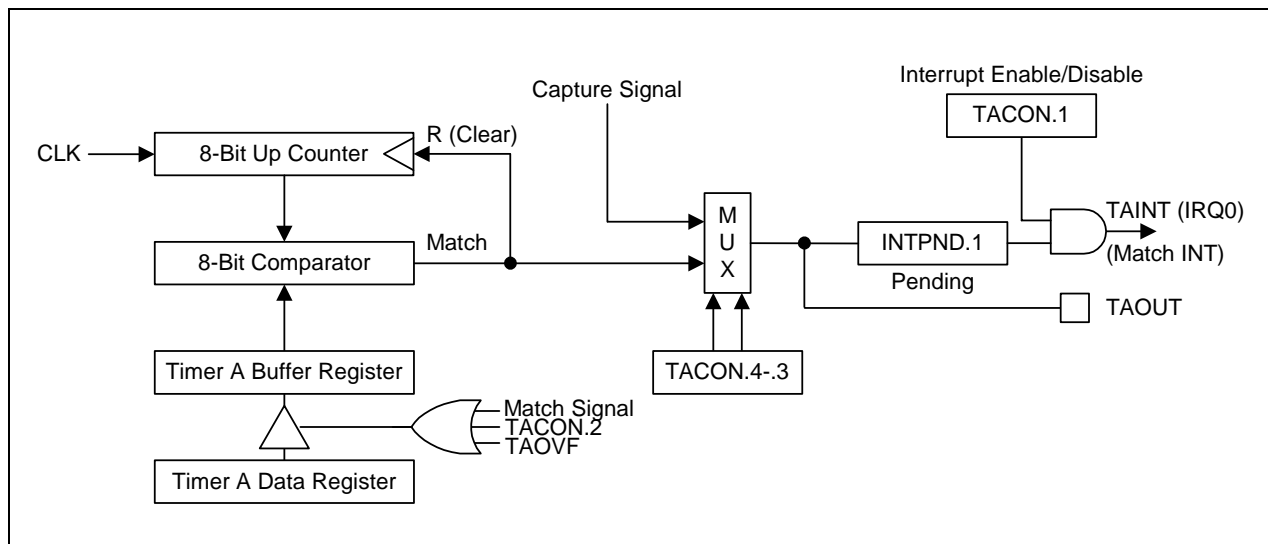 Interrupt Enable/Disable
Capture Signal
TACON.1
R (Clear)
CLK
8-Bit Up Counter
M
U
X
TAINT (IRQ0)
Match
INTPND.1
8-Bit Comparator
(Match INT)
Pending
TAOUT
Timer A Buffer Register
TACON.4-.3
Match Signal
TACON.2
TAOVF
Timer A Data Register